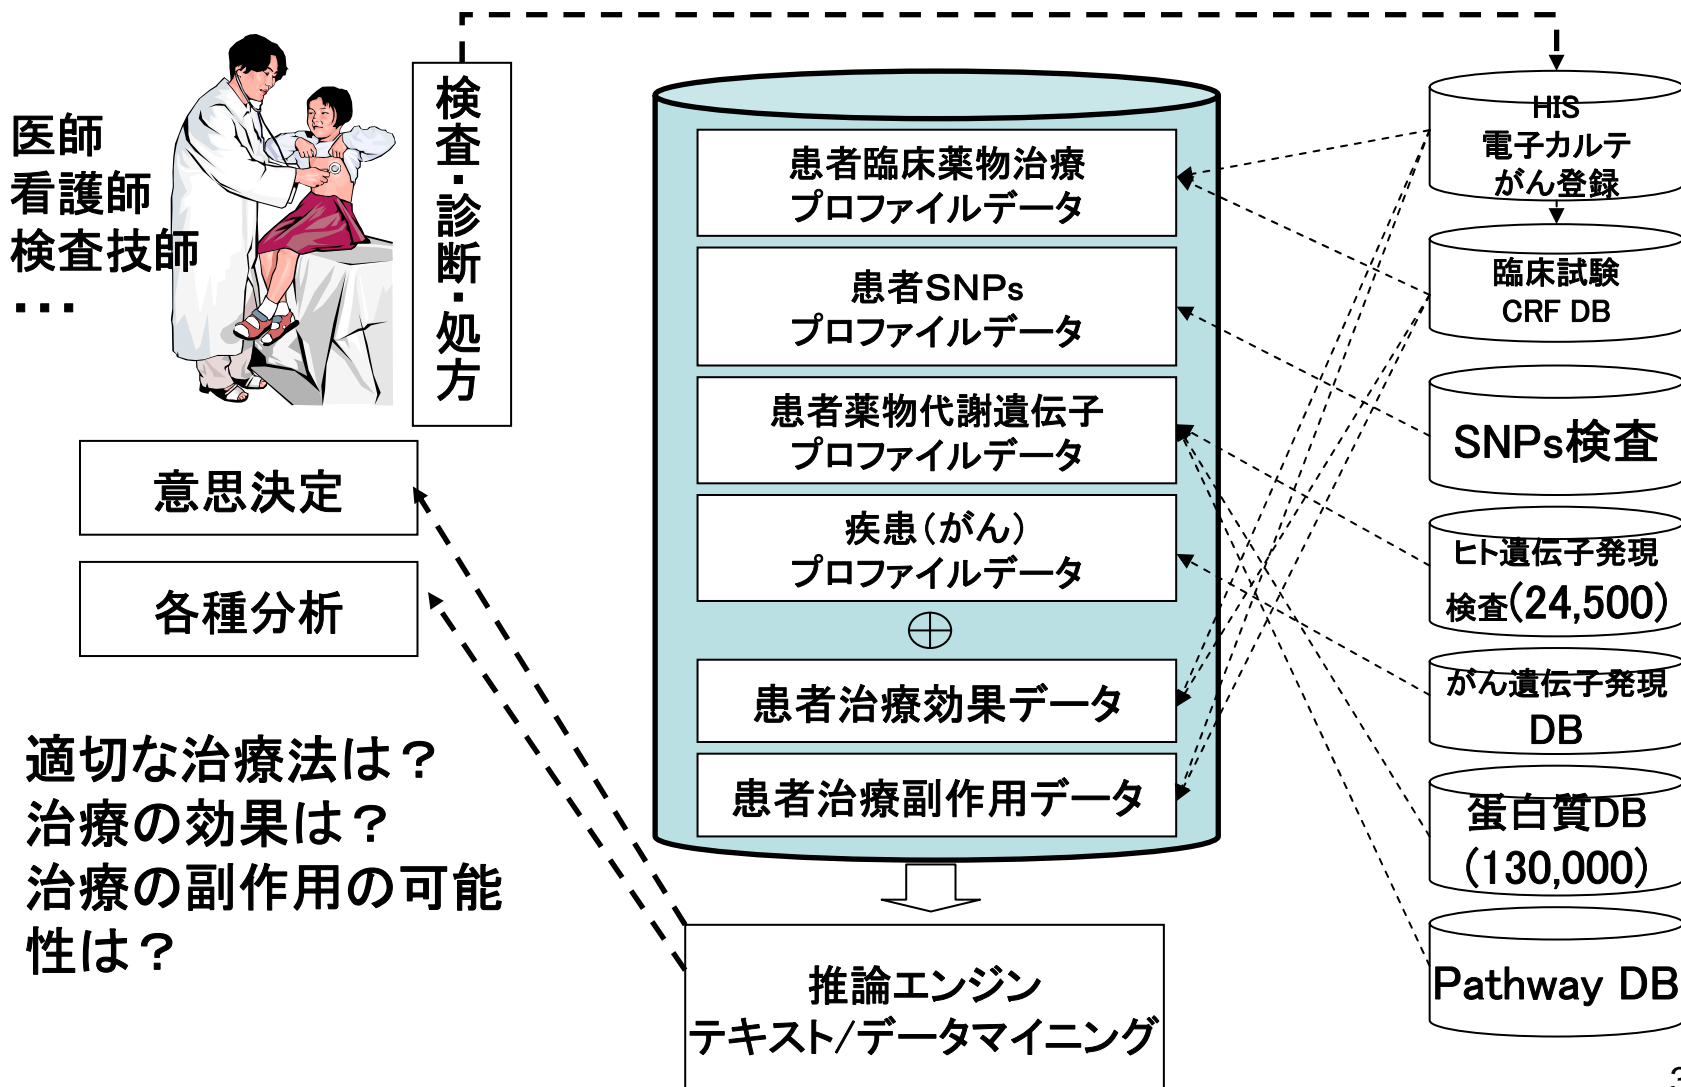 医師
看護師
検査技師
・・・
検査・診断・処方
意思決定
各種分析
適切な治療法は？
治療の効果は？
治療の副作用の可能
性は？
患者臨床薬物治療
プロファイルデータ
患者SNPs
プロファイルデータ
患者薬物代謝遺伝子
プロファイルデータ
疾患(がん)
プロファイルデータ
患者治療効果データ
患者治療副作用データ
推論エンジン
テキスト/データマイニング
HIS
電子カルテ
がん登録
臨床試験
CRF DB
SNPs検査
ヒト遺伝子発現
検査(24,500)
がん遺伝子発現
DB
蛋白質DB
(130,000)
Pathway DB